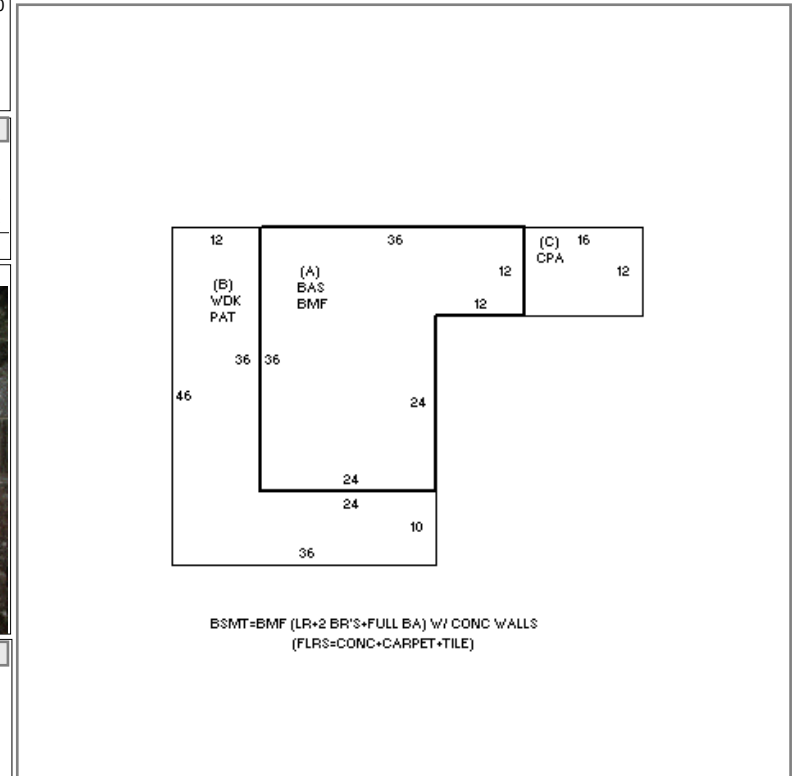 12
36
(C) 16
CPA
12
12
(A)
BAS
BMF
(B)
WDK
PAT
12
36
36
46
24
24
24
10
36
BSMT=BMF (LR+2 BR'S+FULL BA) W/ CONC WALLS
(FLRS=CONC+CARPET+TILE)